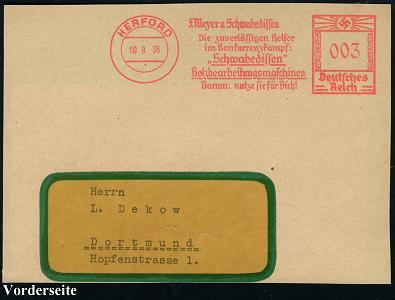 HERFORD
10 9 36
F. Meyer & Schwabedissen
Die zuverlässigen Helfer
im Konkurrenzkampf:
„Schwabedissen"
Holzbearbeitungsmaschinen
Darum: nutze sie für Dich!
003
Deutsches
Reich
Herrn
L. Dekow
Dortmund
Hopfenstrasse 1.
Vorderseite